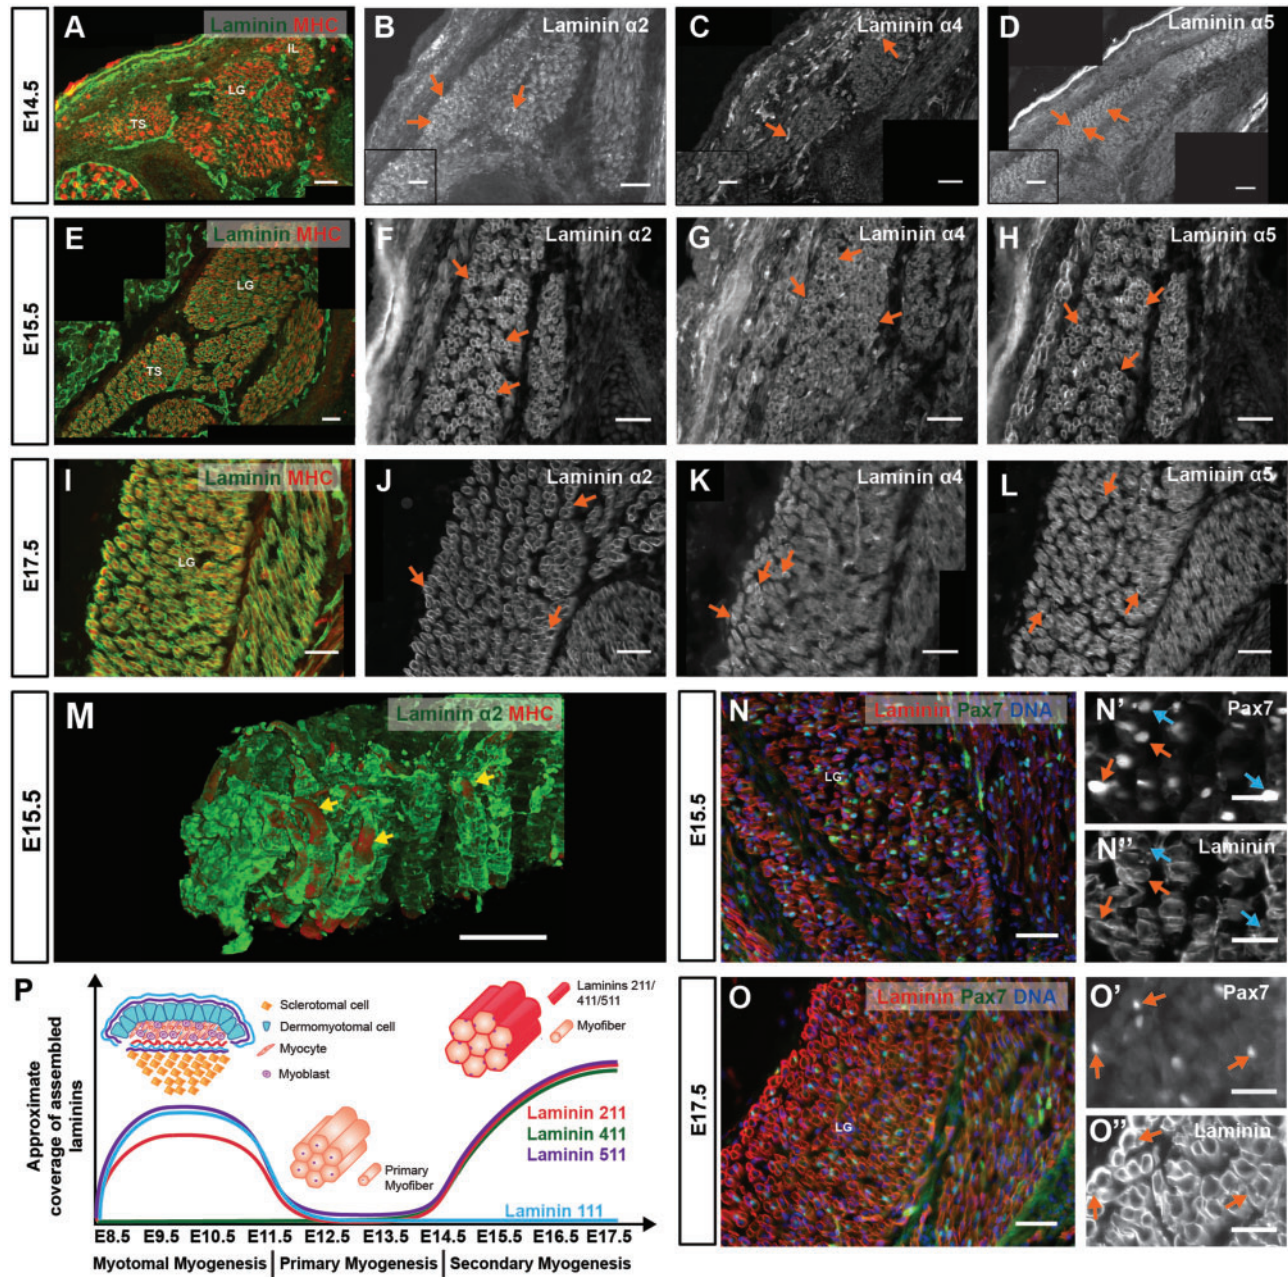 E14.5
A
Laminin MHC
IL
LG
TS
B
Laminin α2
C
Laminin α4
D
Laminin α5
E15.5
E
Laminin MHC
LG
TS
F
Laminin α2
G
Laminin α4
H
Laminin α5
E17.5
I
Laminin MHC
LG
J
Laminin α2
K
Laminin α4
L
Laminin α5
E15.5
M
Laminin α2 MHC
E15.5
N
Laminin Pax7 DNA
LG
N'
Pax7
N''
Laminin
P
Approximate
coverage of assembled
laminins
Sclerotomal cell
Dermomyotomal cell
Myocyte
Myoblast
Primary
Myofiber
Laminins 211/
411/511
Myofiber
Laminin 211
Laminin 411
Laminin 511
Laminin 111
E8.5 E9.5 E10.5 E11.5 E12.5 E13.5 E14.5 E15.5 E16.5 E17.5
Myotomal Myogenesis Primary Myogenesis Secondary Myogenesis
E17.5
O
Laminin Pax7 DNA
LG
O'
Pax7
O''
Laminin